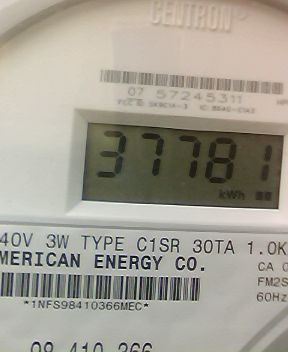 CENTRON
07 57245311
37781
kWh
40V 3W TYPE C1SR 30TA 1.0K
MERICAN ENERGY CO.
CA 0
FM2S
60Hz
*1NFS98410366MEC*
98 410 366